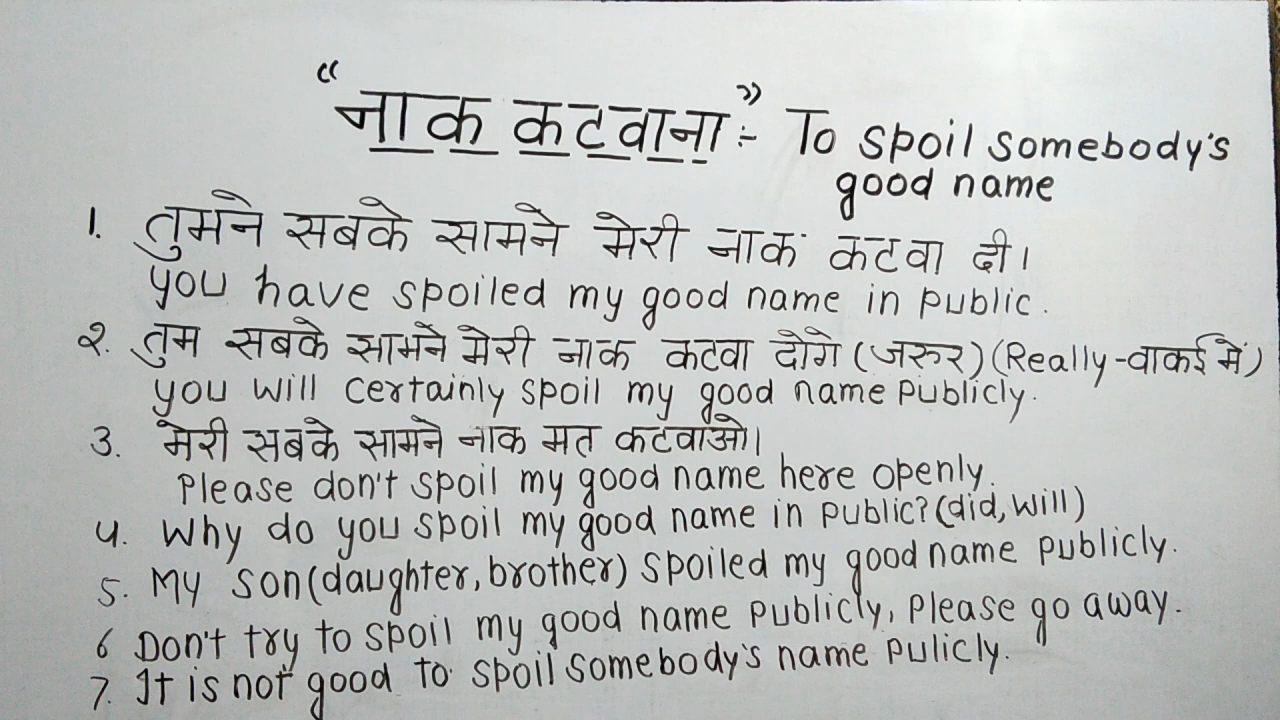 “नाक कटवाना”:- To spoil somebody's
good name
1. तुमने सबके सामने मेरी नाक कटवा दी।
you have spoiled my good name in public.
२. तुम सबके सामने मेरी नाक कटवा दोगे (जरुर) (Really-वाकई में)
you will certainly spoil my good name publicly.
3. मेरी सबके सामने नाक मत कटवाओ।
Please don't spoil my good name here openly.
4. Why do you spoil my good name in public? (did, will)
5. My son (daughter, brother) spoiled my good name publicly.
6 Don't try to spoil my good name publicly, please go away.
7. It is not good to spoil somebody's name pulicly.